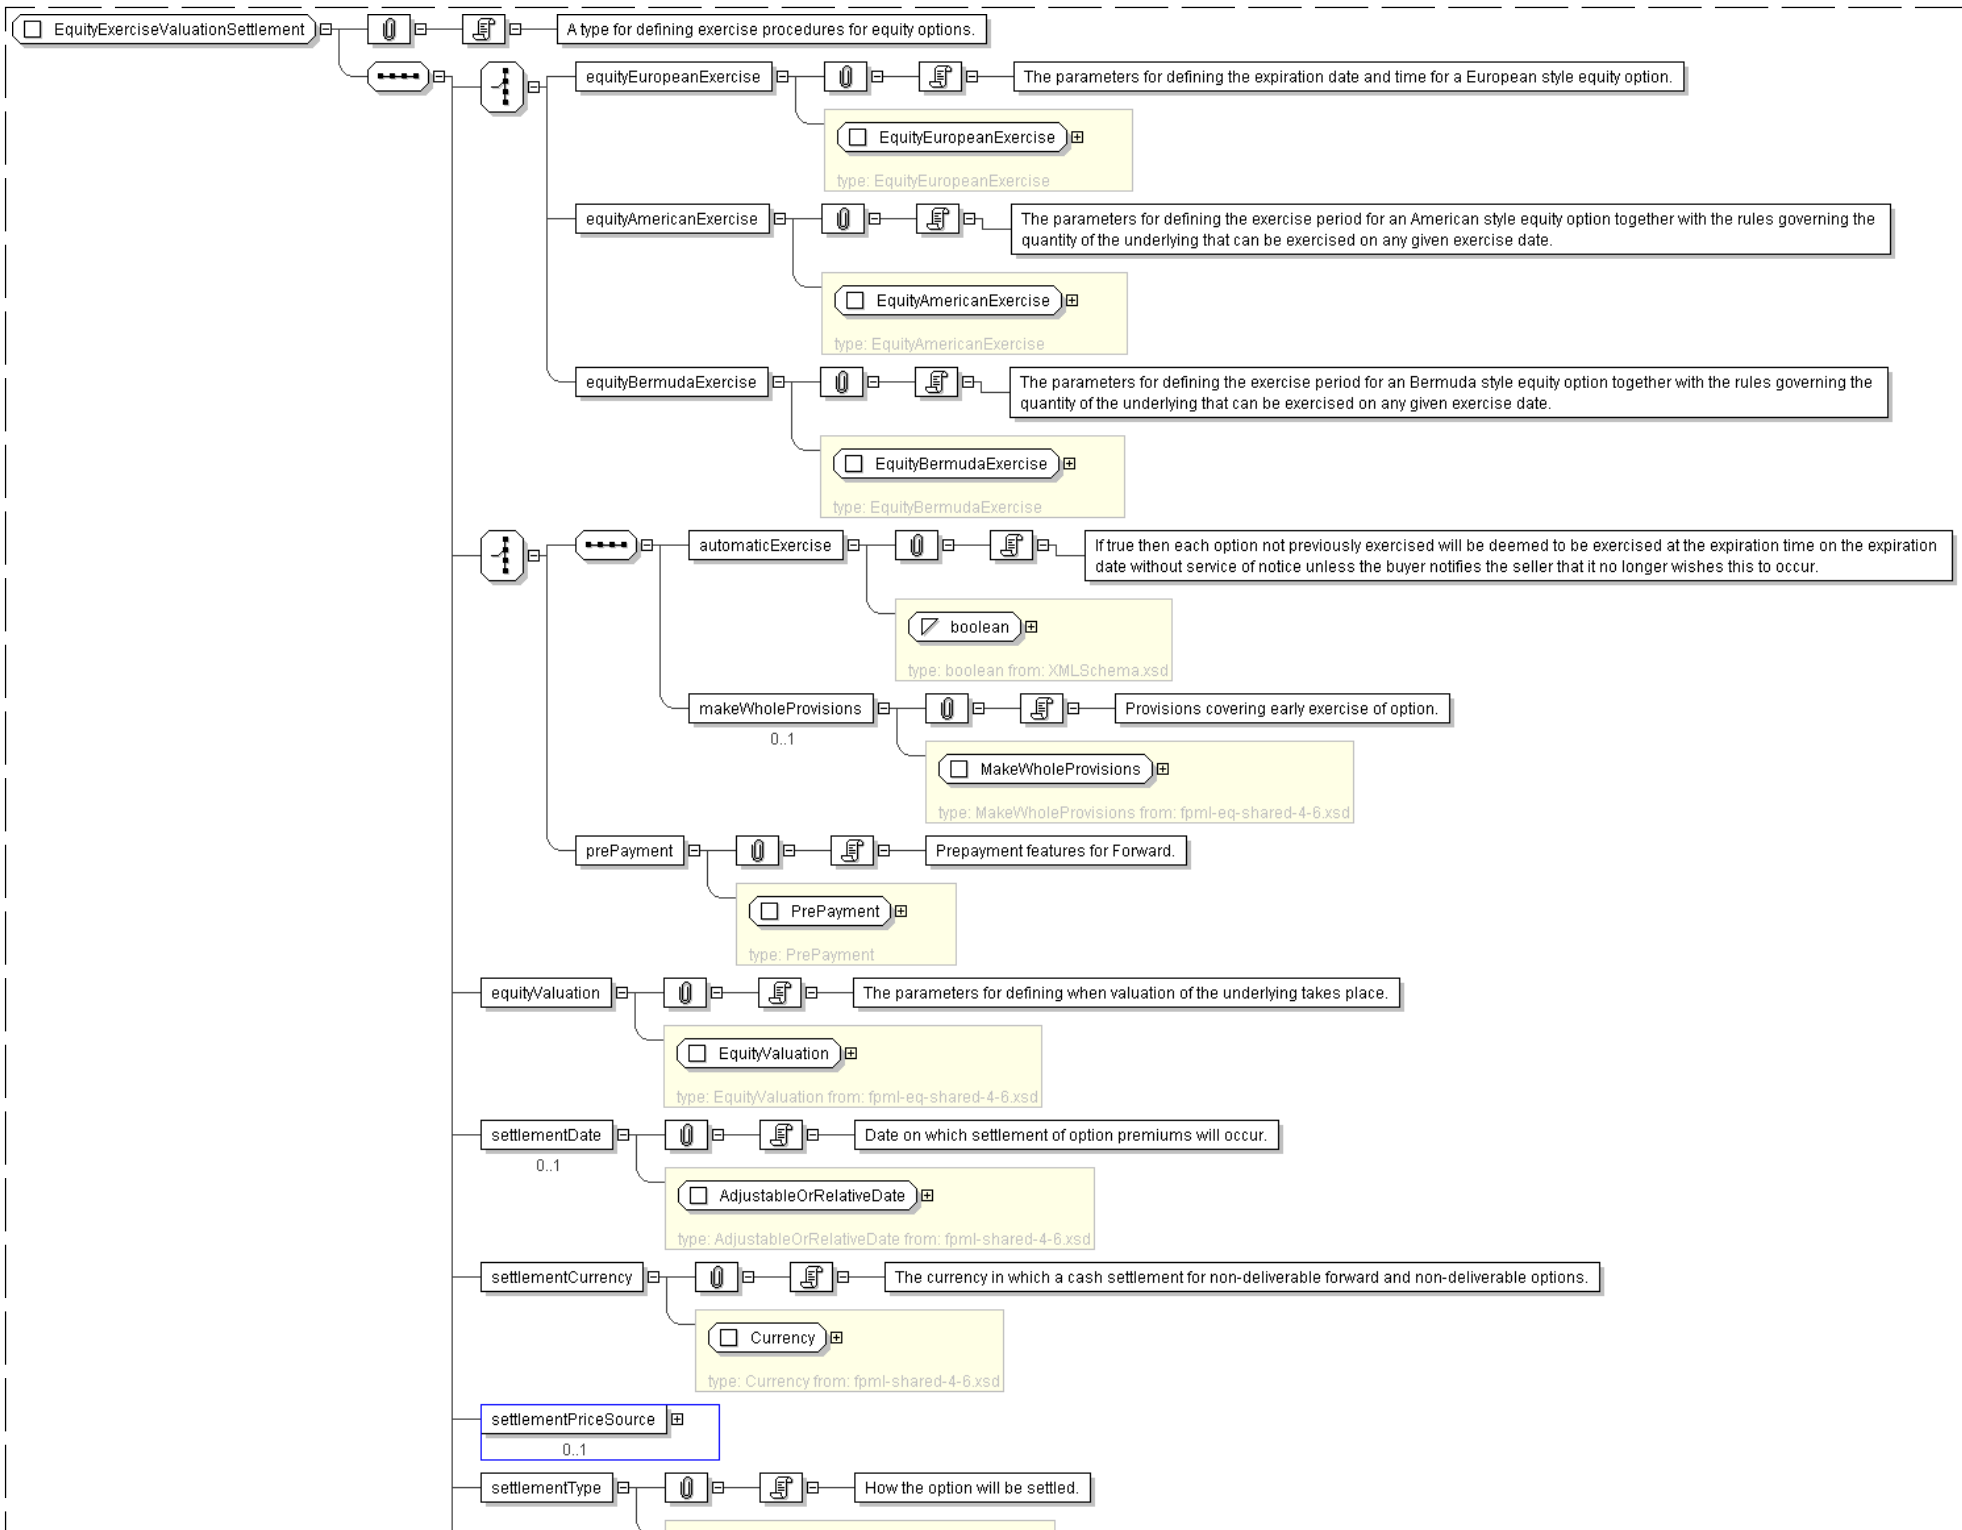 EquityExerciseValuationSettlement
A type for defining exercise procedures for equity options.
equityEuropeanExercise
The parameters for defining the expiration date and time for a European style equity option.
EquityEuropeanExercise
type: EquityEuropeanExercise
equityAmericanExercise
The parameters for defining the exercise period for an American style equity option together with the rules governing the
quantity of the underlying that can be exercised on any given exercise date.
EquityAmericanExercise
type: EquityAmericanExercise
equityBermudaExercise
The parameters for defining the exercise period for an Bermuda style equity option together with the rules governing the
quantity of the underlying that can be exercised on any given exercise date.
EquityBermudaExercise
type: EquityBermudaExercise
automaticExercise
If true then each option not previously exercised will be deemed to be exercised at the expiration time on the expiration
date without service of notice unless the buyer notifies the seller that it no longer wishes this to occur.
boolean
type: boolean from: XMLSchema.xsd
makeWholeProvisions
Provisions covering early exercise of option.
0..1
MakeWholeProvisions
type: MakeWholeProvisions from: fpml-eq-shared-4-6.xsd
prePayment
Prepayment features for Forward.
PrePayment
type: PrePayment
equityValuation
The parameters for defining when valuation of the underlying takes place.
EquityValuation
type: EquityValuation from: fpml-eq-shared-4-6.xsd
settlementDate
Date on which settlement of option premiums will occur.
0..1
AdjustableOrRelativeDate
type: AdjustableOrRelativeDate from: fpml-shared-4-6.xsd
settlementCurrency
The currency in which a cash settlement for non-deliverable forward and non-deliverable options.
Currency
type: Currency from: fpml-shared-4-6.xsd
settlementPriceSource
0..1
settlementType
How the option will be settled.